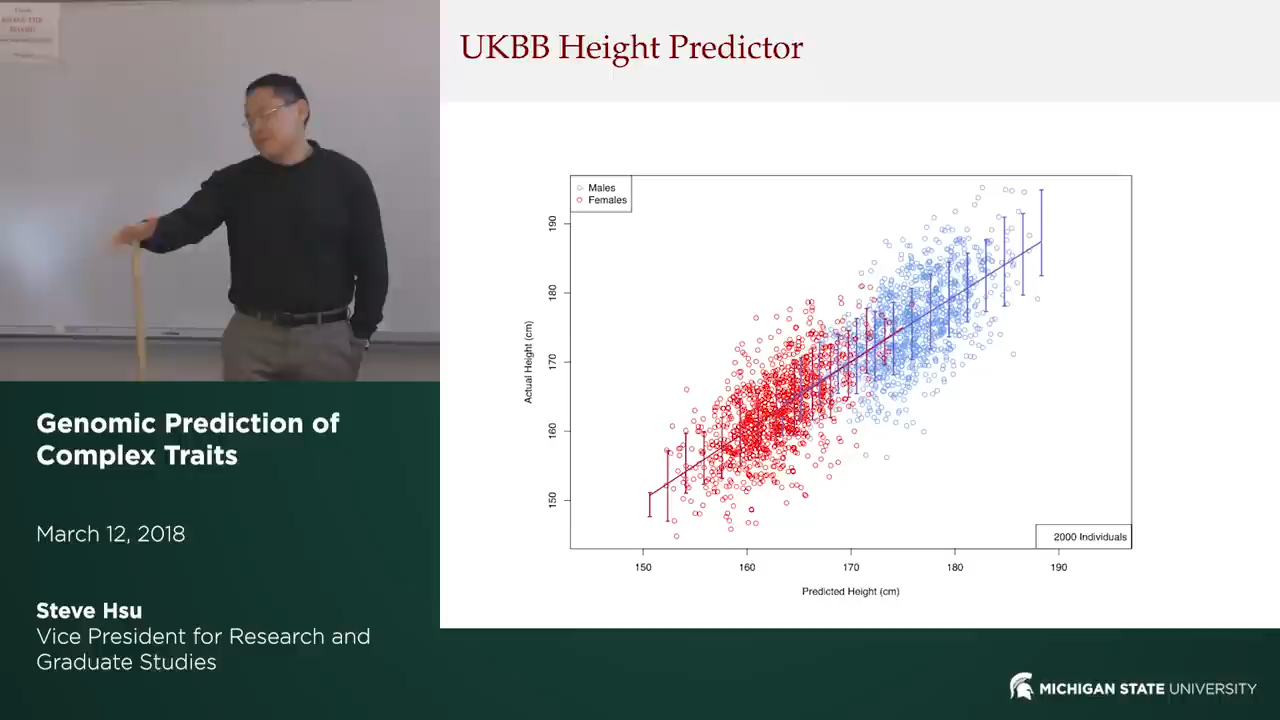 UKBB Height Predictor
Males
Females
190
180
170
160
150
Actual Height (cm)
2000 Individuals
150 160 170 180 190
Predicted Height (cm)
Genomic Prediction of
Complex Traits
March 12, 2018
Steve Hsu
Vice President for Research and
Graduate Studies
MICHIGAN STATE UNIVERSITY